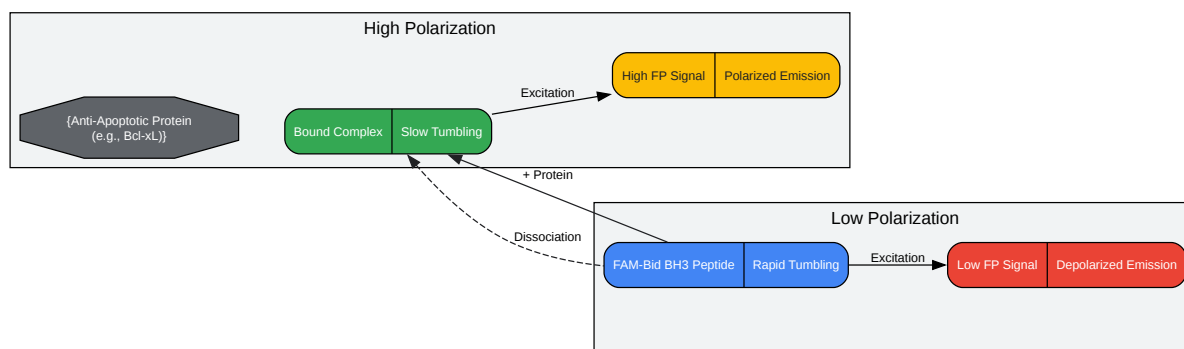 High Polarization
High FP Signal
Polarized Emission
Excitation
{Anti-Apoptotic Protein
(e.g., Bcl-xL)}
Bound Complex
Slow Tumbling
+ Protein
Low Polarization
Dissociation
FAM-Bid BH3 Peptide
Rapid Tumbling
Excitation
Low FP Signal
Depolarized Emission